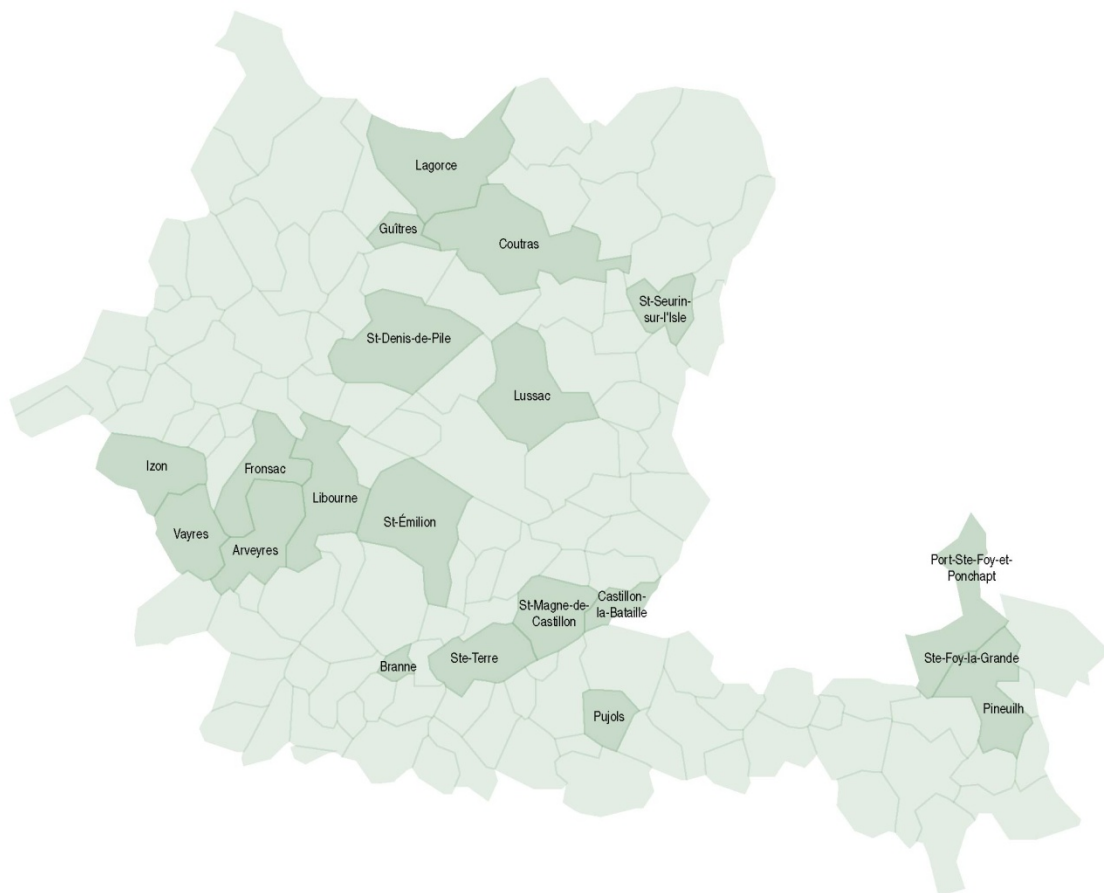 Lagorce
Guîtres
Coutras
St-Seurin-
sur-l'Isle
St-Denis-de-Pile
Lussac
Izon
Fronsac
Libourne
St-Émilion
Vayres
Arveyres
Port-Ste-Foy-et-
Ponchapt
St-Magne-de-
Castillon
Castillon-
la-Bataille
Ste-Terre
Branne
Ste-Foy-la-Grande
Pujols
Pineuilh